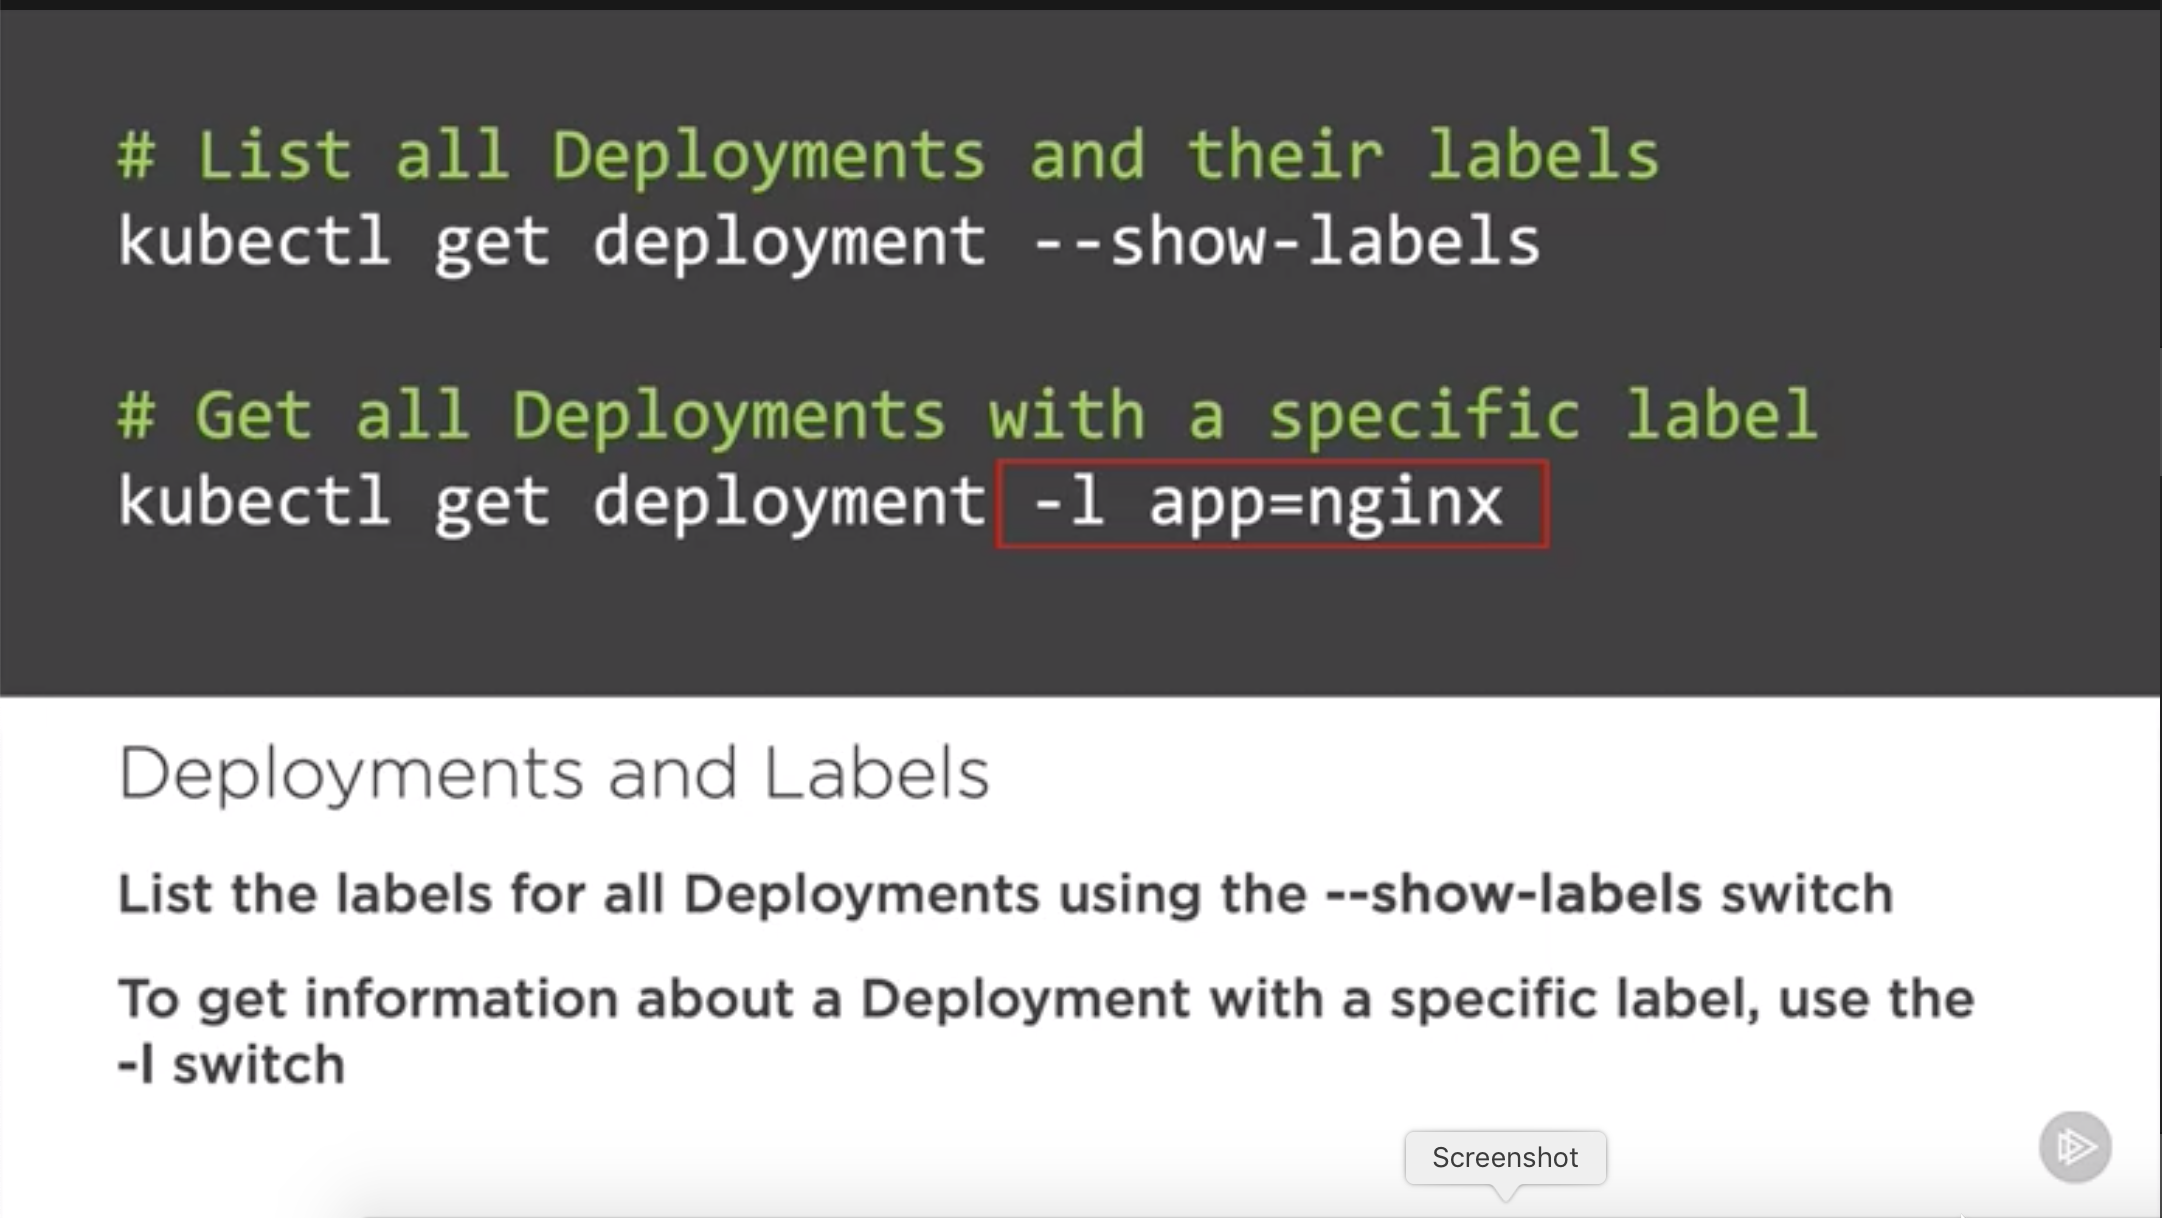 # List all Deployments and their labels
kubectl get deployment --show-labels
# Get all Deployments with a specific label
kubectl get deployment -l app=nginx
Deployments and Labels
List the labels for all Deployments using the --show-labels switch
To get information about a Deployment with a specific label, use the
-l switch
Screenshot